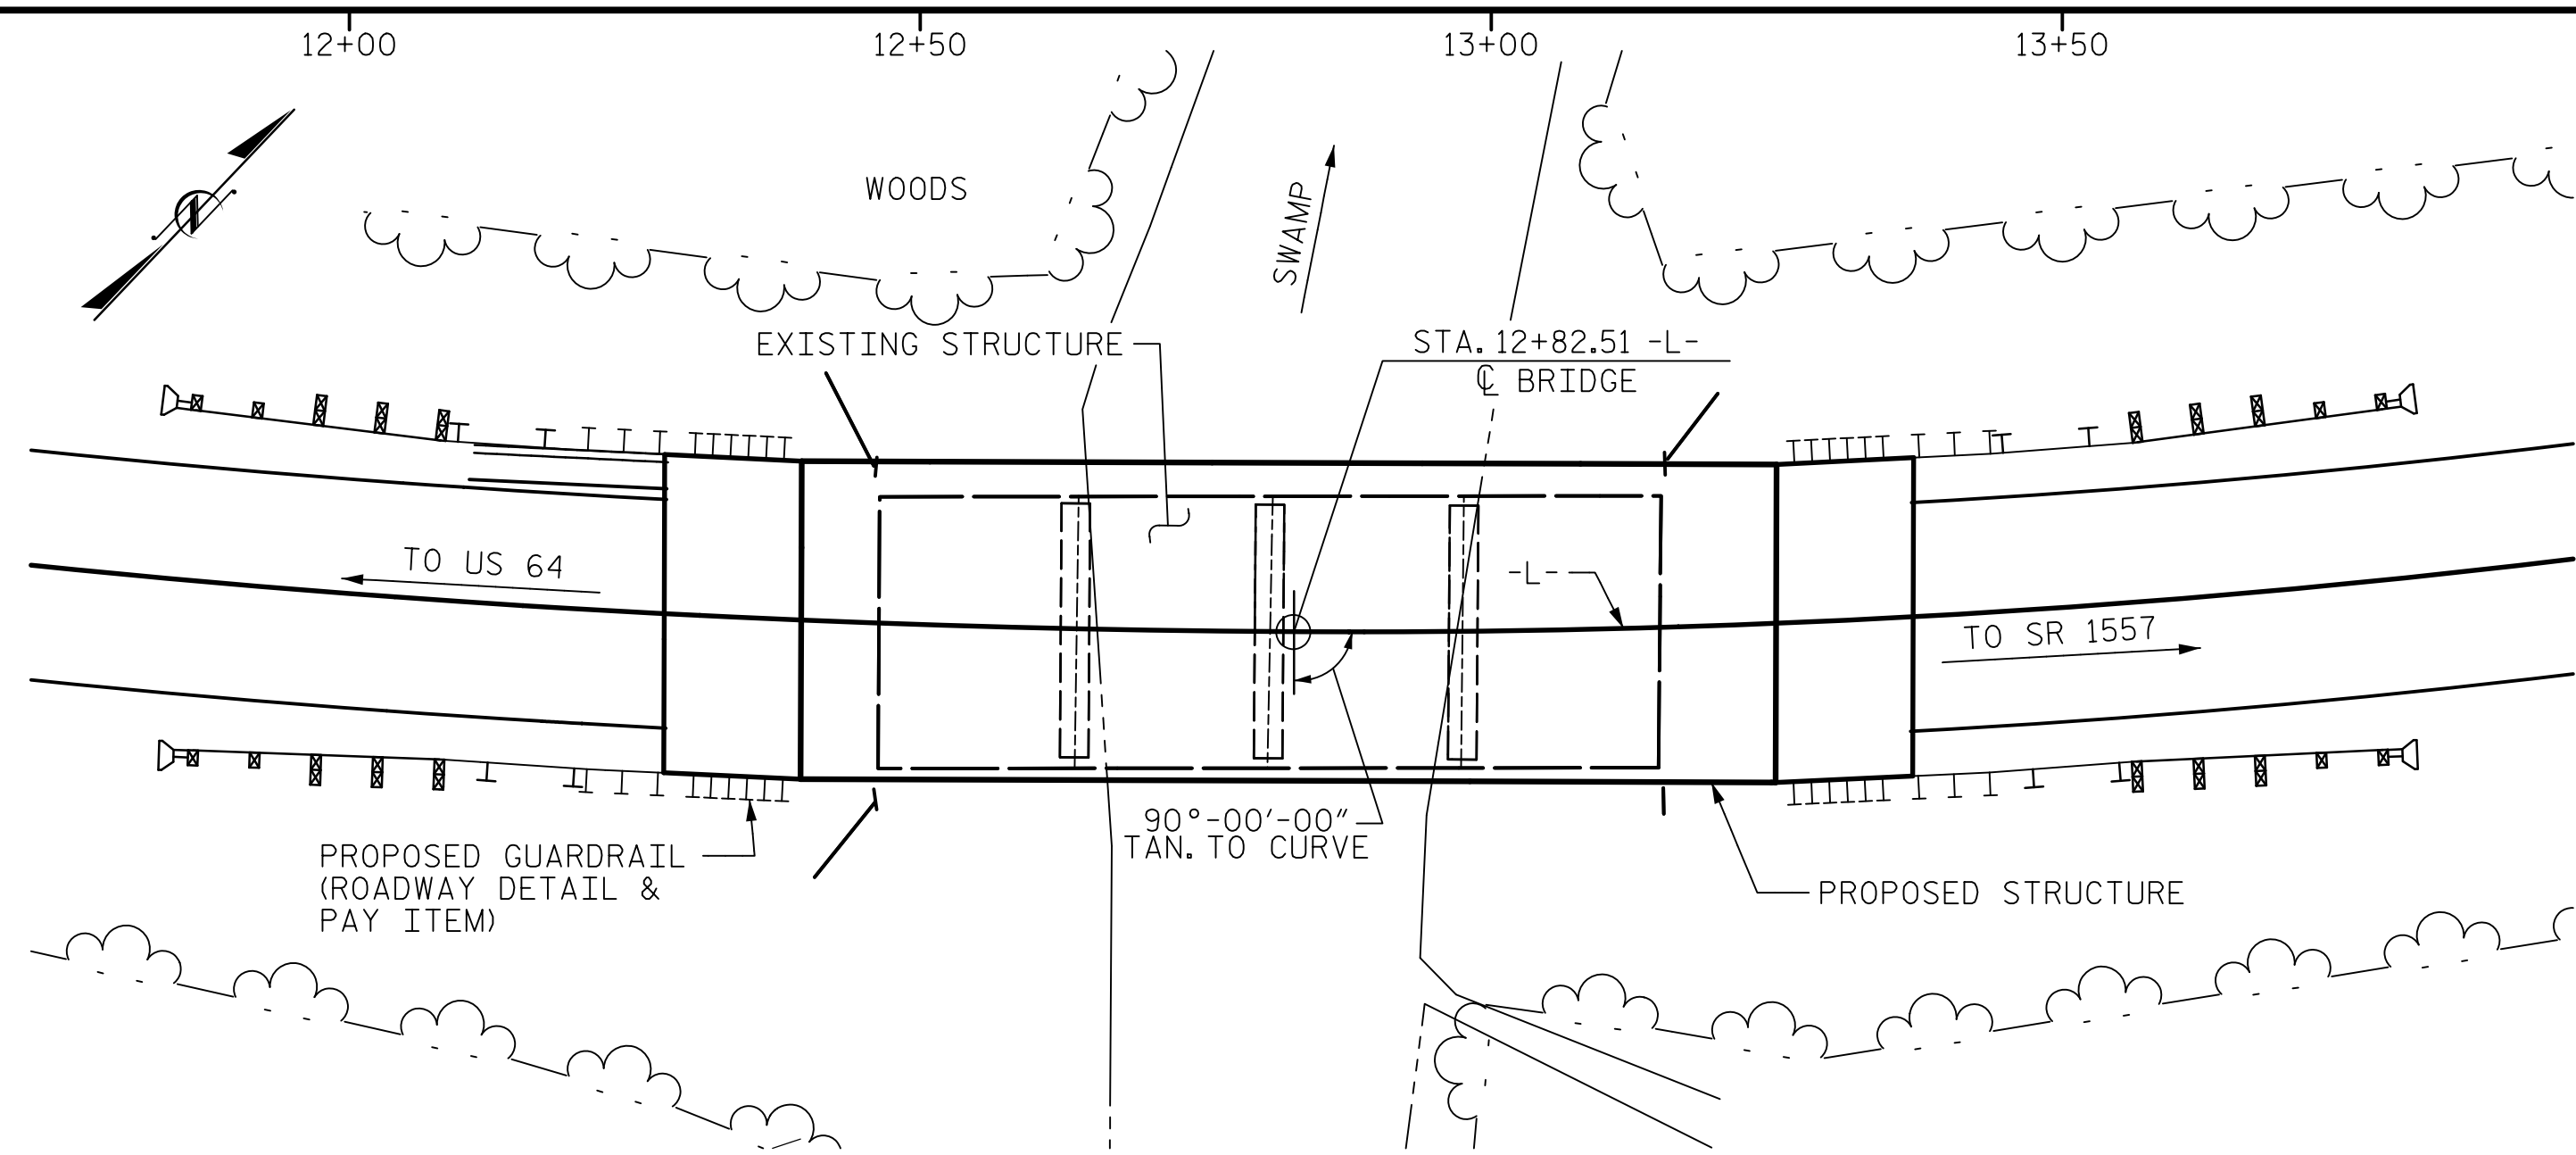 12+00
12+50
13+00
13+50
WOODS
SWAMP
N
EXISTING STRUCTURE
STA. 12+82.51 -L-
℄ BRIDGE
TO US 64
-L-
TO SR 1557
90°-00'-00"
TAN. TO CURVE
PROPOSED GUARDRAIL
(ROADWAY DETAIL &
PAY ITEM)
PROPOSED STRUCTURE